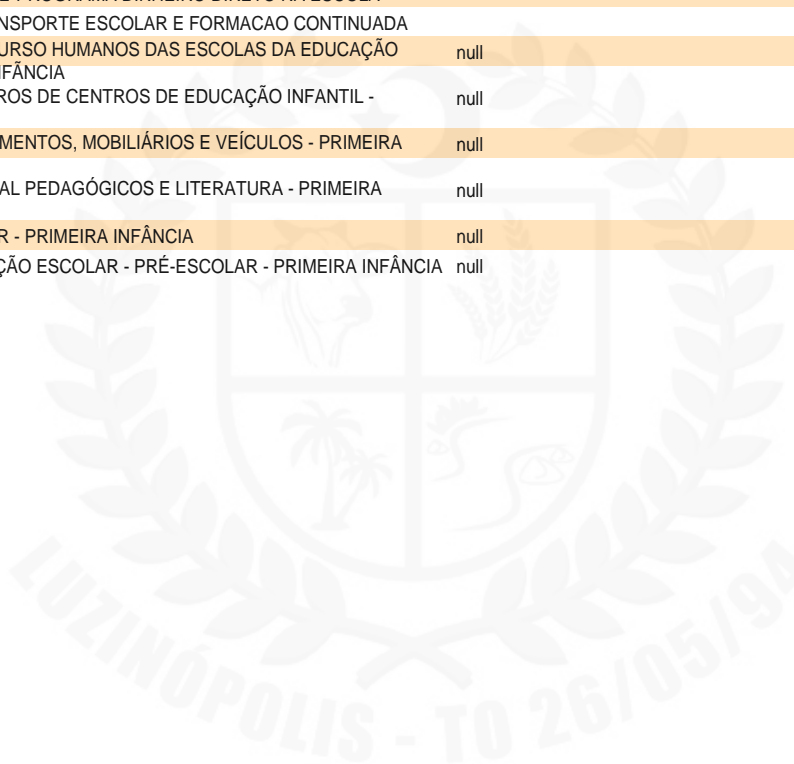 NSPORTE ESCOLAR E FORMACAO CONTINUADA
URSO HUMANOS DAS ESCOLAS DA EDUCAÇÃO null
NFÂNCIA
ROS DE CENTROS DE EDUCAÇÃO INFANTIL - null
MENTOS, MOBILIÁRIOS E VEÍCULOS - PRIMEIRA null
AL PEDAGÓGICOS E LITERATURA - PRIMEIRA null
R - PRIMEIRA INFÂNCIA null
ÇÃO ESCOLAR - PRÉ-ESCOLAR - PRIMEIRA INFÂNCIA null
LUZINÓPOLIS - TO 26/05/94